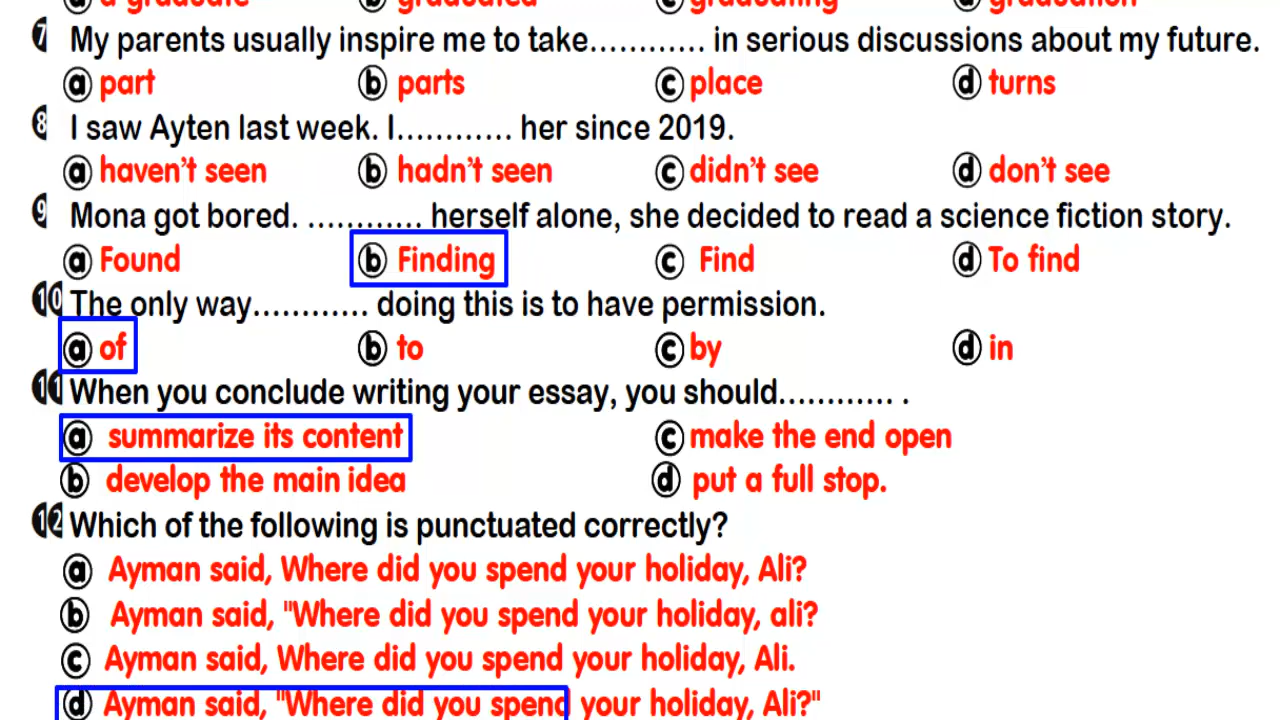 ⓐ a graduate ⓑ graduated ⓒ graduating ⓓ graduation
7 My parents usually inspire me to take............ in serious discussions about my future.
ⓐ part ⓑ parts ⓒ place ⓓ turns
8 I saw Ayten last week. I............ her since 2019.
ⓐ haven't seen ⓑ hadn't seen ⓒ didn't see ⓓ don't see
9 Mona got bored. ............ herself alone, she decided to read a science fiction story.
ⓐ Found ⓑ Finding ⓒ Find ⓓ To find
10 The only way............ doing this is to have permission.
ⓐ of ⓑ to ⓒ by ⓓ in
11 When you conclude writing your essay, you should............ .
ⓐ summarize its content ⓒ make the end open
ⓑ develop the main idea ⓓ put a full stop.
12 Which of the following is punctuated correctly?
ⓐ Ayman said, Where did you spend your holiday, Ali?
ⓑ Ayman said, "Where did you spend your holiday, ali?
ⓒ Ayman said, Where did you spend your holiday, Ali.
ⓓ Ayman said, "Where did you spend your holiday, Ali?"